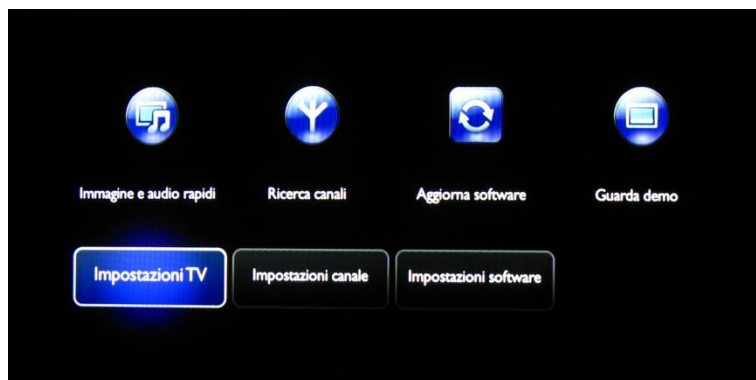 Immagine e audio rapidi
Ricerca canali
Aggiorna software
Guarda demo
Impostazioni TV
Impostazioni canale
Impostazioni software